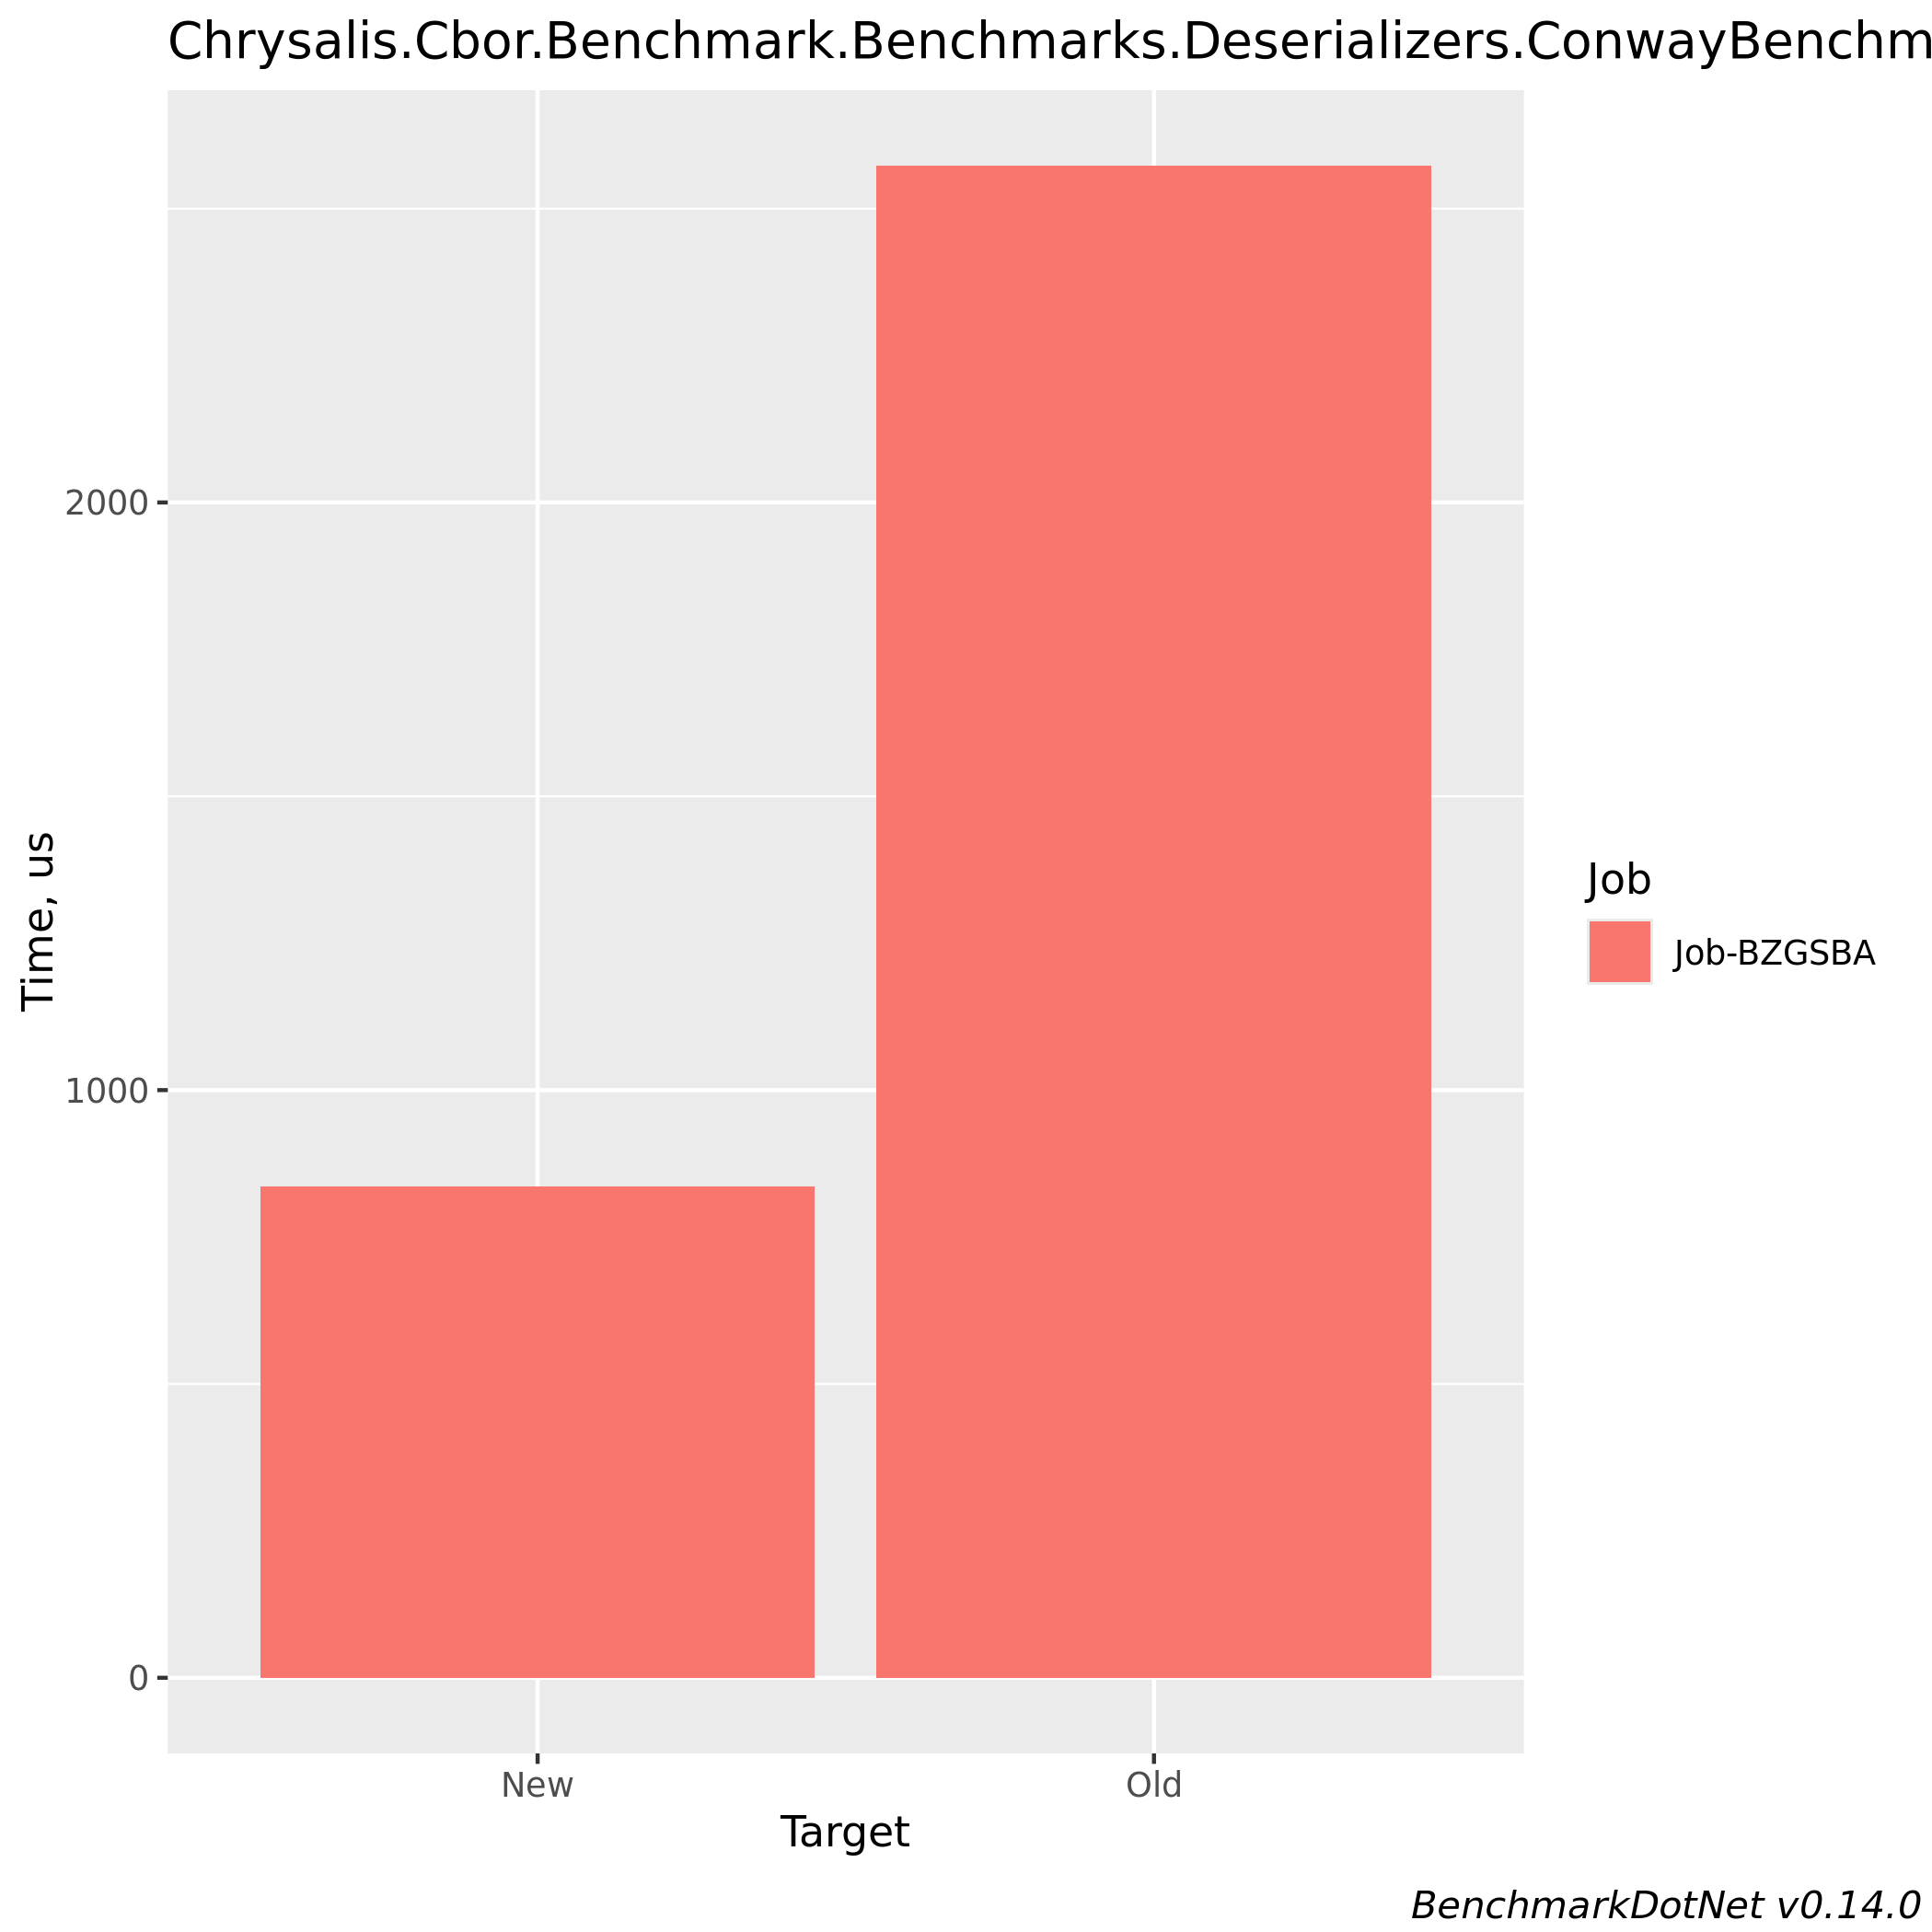 Chrysalis.Cbor.Benchmark.Benchmarks.Deserializers.ConwayBenchm
2000
1000
0
Time, us
New
Old
Target
Job
Job-BZGSBA
BenchmarkDotNet v0.14.0